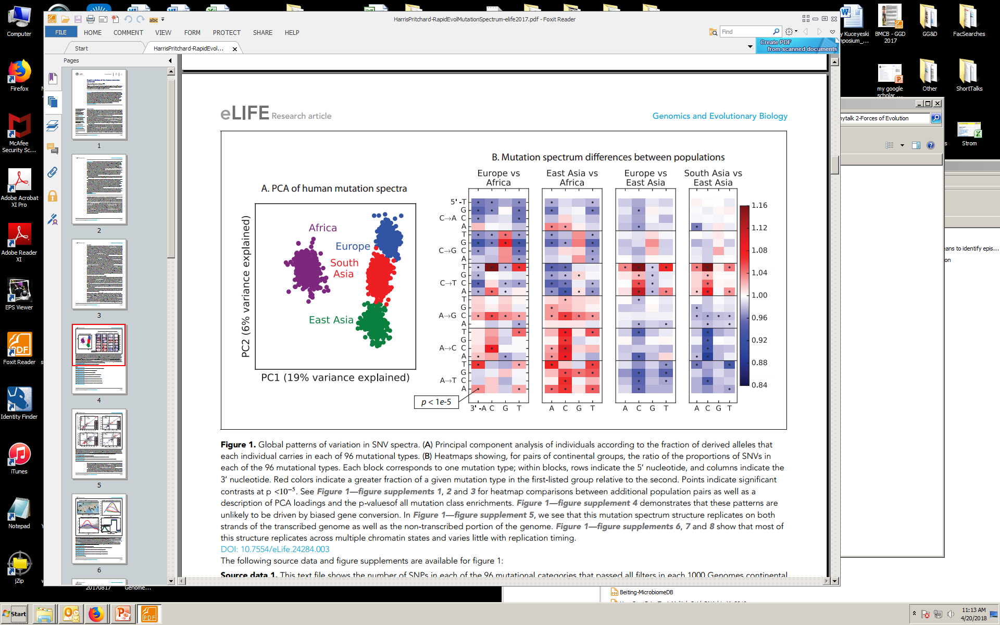 HarrisPritchard-RapidEvolMutationSpectrum-elife2017.pdf - Foxit Reader
FILE HOME COMMENT VIEW FORM PROTECT SHARE HELP
Find
Start
HarrisPritchard-RapidEvol...
Create PDF
from scanned documents
Pages
1
2
3
4
5
6
Computer
Firefox
McAfee
Security Sc...
Adobe Acrobat
XI Pro
Adobe Reader
XI
EPS Viewer
Foxit Reader
Identity Finder
iTunes
Notepad
jZip
20170817
Genome...
eLIFE Research article
Genomics and Evolutionary Biology
A. PCA of human mutation spectra
Africa
Europe
South
Asia
East Asia
PC2 (6% variance explained)
PC1 (19% variance explained)
B. Mutation spectrum differences between populations
Europe vs
Africa
East Asia vs
Africa
Europe vs
East Asia
South Asia vs
East Asia
5' -T
G
C→A C
A
T
G
C→G C
A
T
G
C→T C
A
T
G
A→G C
A
T
G
A→C C
A
T
G
A→T C
A
p < 1e-5
3' -A C G T
A C G T
A C G T
A C G T
1.16
1.12
1.08
1.04
1.00
0.96
0.92
0.88
0.84
Figure 1. Global patterns of variation in SNV spectra. (A) Principal component analysis of individuals according to the fraction of derived alleles that
each individual carries in each of 96 mutational types. (B) Heatmaps showing, for pairs of continental groups, the ratio of the proportions of SNVs in
each of the 96 mutational types. Each block corresponds to one mutation type; within blocks, rows indicate the 5′ nucleotide, and columns indicate the
3′ nucleotide. Red colors indicate a greater fraction of a given mutation type in the first-listed group relative to the second. Points indicate significant
contrasts at p <10⁻⁵. See Figure 1—figure supplements 1, 2 and 3 for heatmap comparisons between additional population pairs as well as a
description of PCA loadings and the p-valuesof all mutation class enrichments. Figure 1—figure supplement 4 demonstrates that these patterns are
unlikely to be driven by biased gene conversion. In Figure 1—figure supplement 5, we see that this mutation spectrum structure replicates on both
strands of the transcribed genome as well as the non-transcribed portion of the genome. Figure 1—figure supplements 6, 7 and 8 show that most of
this structure replicates across multiple chromatin states and varies little with replication timing.
DOI: 10.7554/eLife.24284.003
The following source data and figure supplements are available for figure 1:
Source data 1. This text file shows the number of SNPs in each of the 96 mutational categories that passed all filters in each 1000 Genomes continental
y Kuceyeski
mposium_...
BMCB - GGD
2017
GG&D
FacSearches
my google
scholar ...
Other
ShortTalks
Strom
nytalk 2-Forces of Evolution
eans to identify epis...
on
Beiting-MicrobiomeDB
Start
11:13 AM
4/20/2018